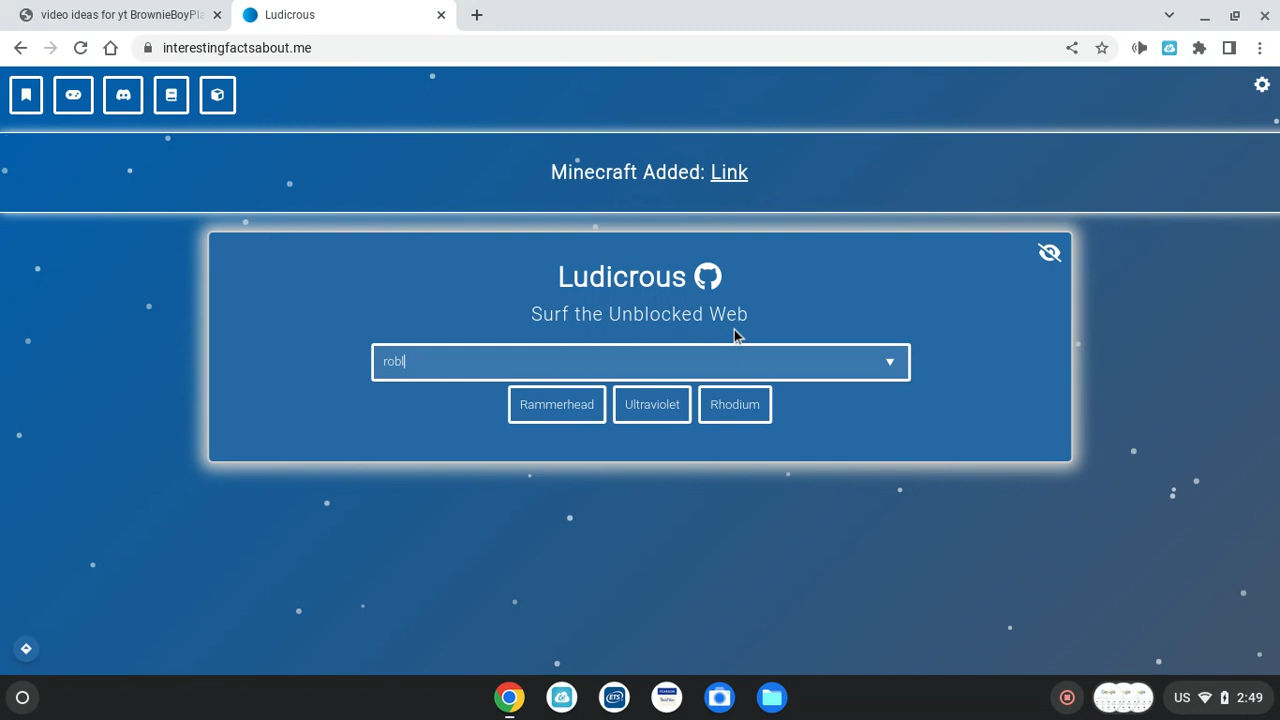 video ideas for yt BrownieBoyPla
Ludicrous
interestingfactsabout.me
Minecraft Added: Link
Ludicrous
Surf the Unblocked Web
robl
Rammerhead Ultraviolet Rhodium
ETS
US 2:49